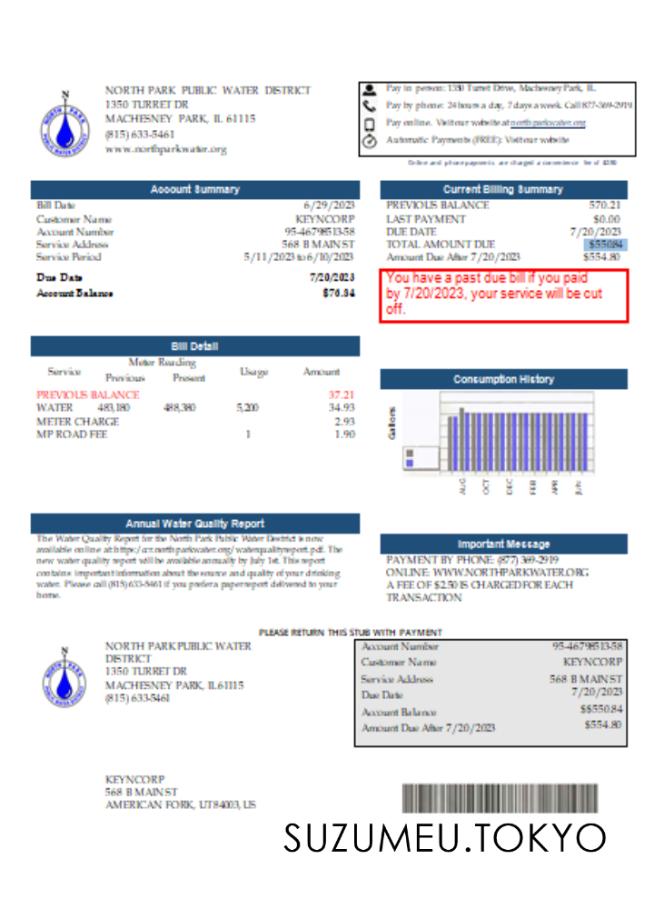 NORTH PARK PUBLIC WATER DISTRICT
1350 TURRET DR
MACHESNEY PARK, IL 61115
(815) 633-5461
www.northparkwater.org
Pay in person: 1350 Turret Drive, Machesney Park, IL
Pay by phone: 24 hours a day, 7 days a week. Call 877-369-2919
Pay online. Visit our website at northparkwater.org
Automatic Payments (FREE): Visit our website
Online and phone payments are charged a convenience fee of
Account Summary
Bill Date 6/29/2023
Customer Name KEYNCORP
Account Number 95-46798513-58
Service Address 568 B MAIN ST
Service Period 5/11/2023 to 6/10/2023
Due Date 7/20/2023
Account Balance $76.34
Current Billing Summary
PREVIOUS BALANCE 570.21
LAST PAYMENT $0.00
DUE DATE 7/20/2023
TOTAL AMOUNT DUE $550.84
Amount Due After 7/20/2023 $554.80
You have a past due bill if you paid
by 7/20/2023, your service will be cut
off.
Bill Detail
Meter Reading
Service Previous Present Usage Amount
PREVIOUS BALANCE 37.21
WATER 483,180 488,380 5,200 34.93
METER CHARGE 2.93
MP ROAD FEE 1 1.90
Consumption History
Gallons
AUG OCT DEC FEB APR JUN
Annual Water Quality Report
The Water Quality Report for the North Park Public Water District is now
available online at https:/ccr.northparkwater.org/waterqualityreport.pdf. The
new water quality report will be available annually by July 1st. This report
contains important information about the source and quality of your drinking
water. Please call (815) 633-5461 if you prefer a paper report delivered to your
home.
Important Message
PAYMENT BY PHONE: (877) 369-2919
ONLINE: WWW.NORTHPARKWATER.ORG
A FEE OF $2.50 IS CHARGED FOR EACH
TRANSACTION
PLEASE RETURN THIS STUB WITH PAYMENT
NORTH PARK PUBLIC WATER
DISTRICT
1350 TURRET DR
MACHESNEY PARK, IL 61115
(815) 633-5461
Account Number 95-46798513-58
Customer Name KEYNCORP
Service Address 568 B MAIN ST
Due Date 7/20/2023
Account Balance $$550.84
Amount Due After 7/20/2023 $554.80
KEYNCORP
568 B MAIN ST
AMERICAN FORK, UT 84003, US
SUZUMEU.TOKYO